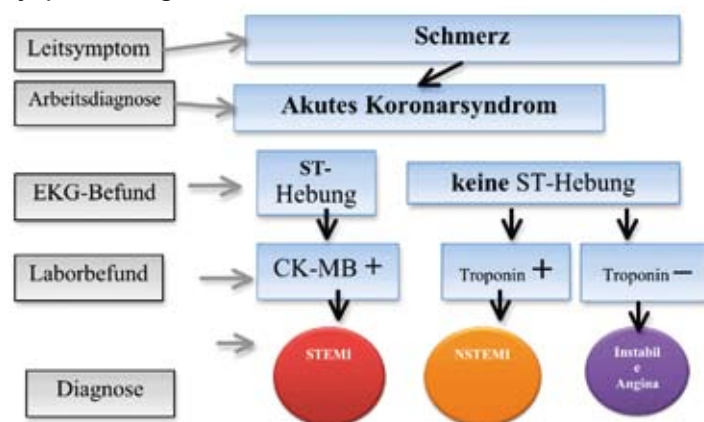 Leitsymptom
Schmerz
Arbeitsdiagnose
Akutes Koronarsyndrom
EKG-Befund
ST-
Hebung
keine ST-Hebung
Laborbefund
CK-MB +
Troponin +
Troponin –
Diagnose
STEMI
NSTEMI
Instabil
e
Angina